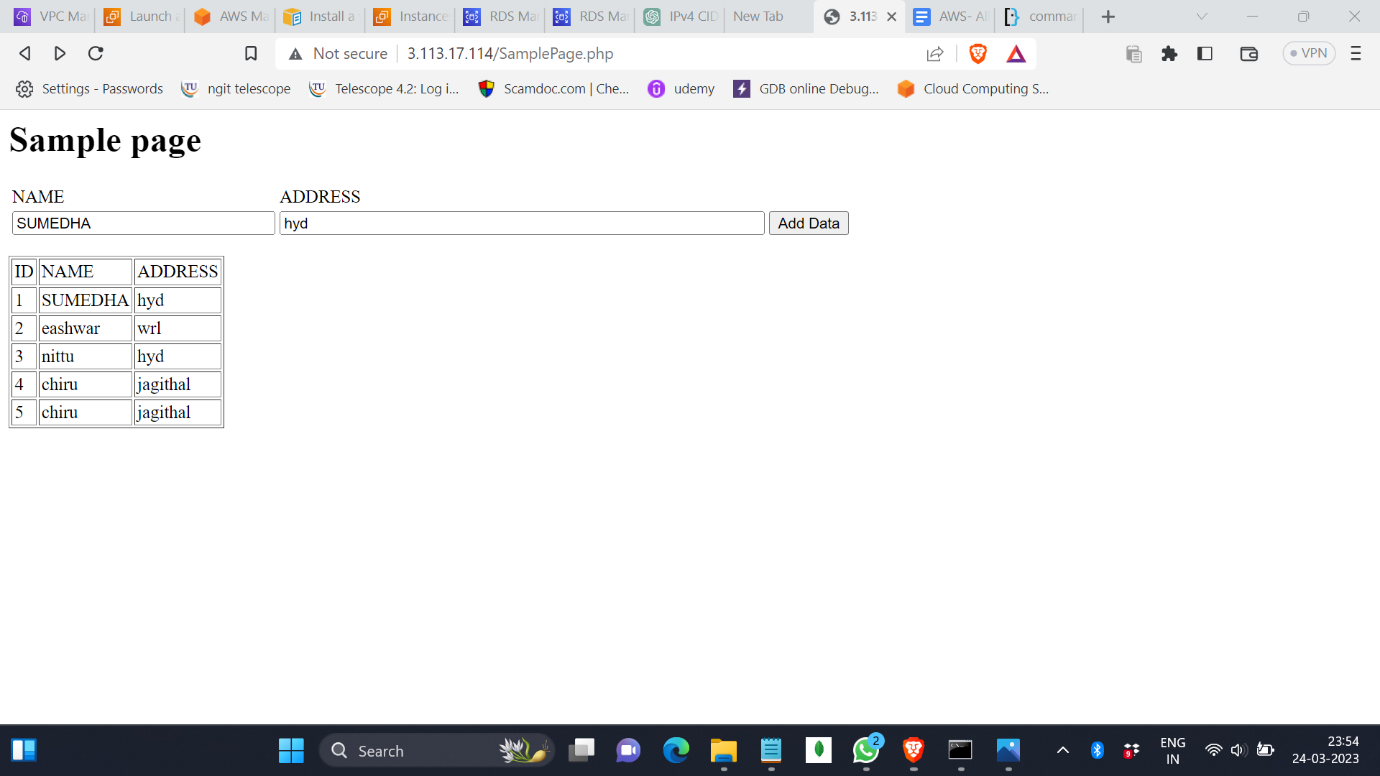 VPC Ma Launch a AWS Ma Install a Instance RDS Ma RDS Ma IPv4 CID New Tab 3.113 AWS- Al comman
Not secure 3.113.17.114/SamplePage.php VPN
Settings - Passwords ngit telescope Telescope 4.2: Log i... Scamdoc.com | Che... udemy GDB online Debug... Cloud Computing S...
Sample page
NAME ADDRESS
SUMEDHA hyd Add Data
ID NAME ADDRESS
1 SUMEDHA hyd
2 eashwar wrl
3 nittu hyd
4 chiru jagithal
5 chiru jagithal
Search 2 9 ENG IN 23:54
24-03-2023